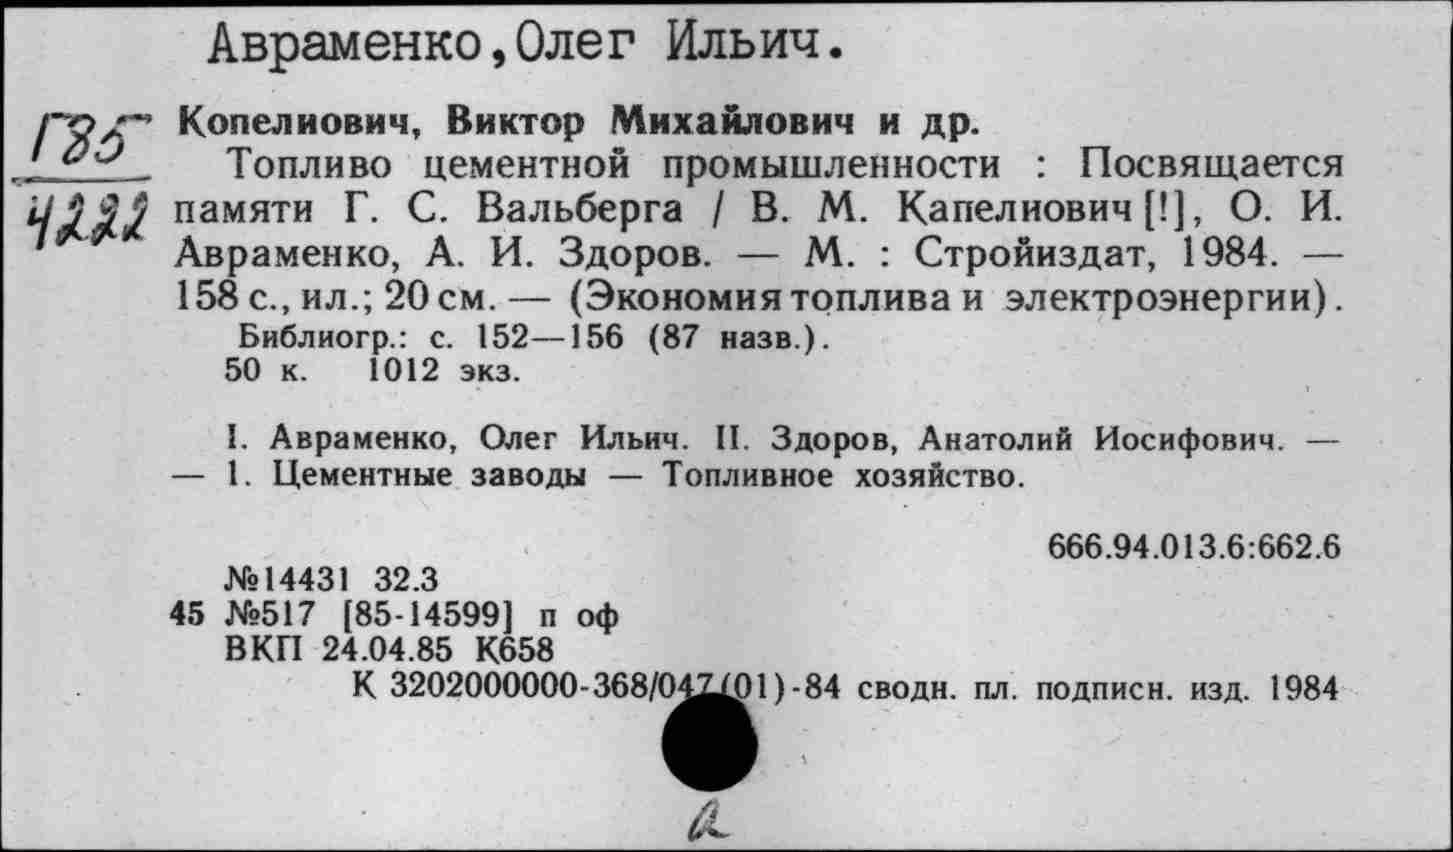 Авраменко,Олег Ильич.
Г85
4222
Копелиович, Виктор Михайлович и др.
Топливо цементной промышленности : Посвящается
памяти Г. С. Вальберга / В. М. Капелиович [!], О. И.
Авраменко, А. И. Здоров. — М. : Стройиздат, 1984. —
158 с., ил.; 20 см. — (Экономия топлива и электроэнергии).
Библиогр.: с. 152—156 (87 назв.).
50 к. 1012 экз.
I. Авраменко, Олег Ильич. II. Здоров, Анатолий Иосифович. —
— 1. Цементные заводы — Топливное хозяйство.
666.94.013.6:662.6
№14431 32.3
45 №517 [85-14599] п оф
ВКП 24.04.85 К658
К 3202000000-368/047(01)-84 сводн. пл. подписн. изд. 1984
а